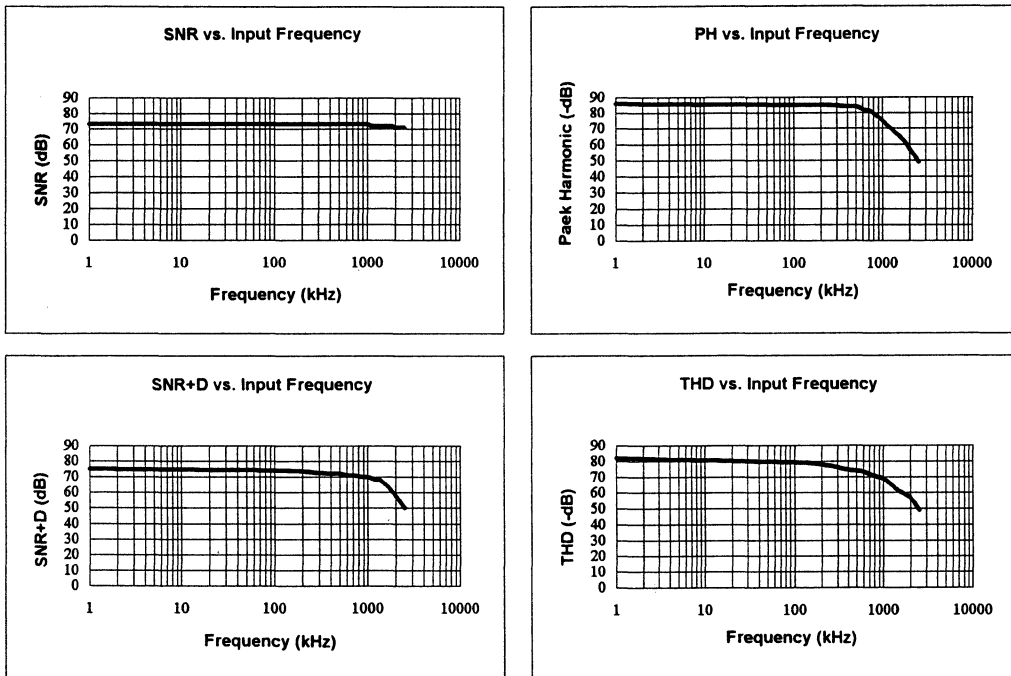 SNR vs. Input Frequency
SNR (dB)
90
80
70
60
50
40
30
20
10
0
1 10 100 1000 10000
Frequency (kHz)
PH vs. Input Frequency
Paek Harmonic (-dB)
90
80
70
60
50
40
30
20
10
0
1 10 100 1000 10000
Frequency (kHz)
SNR+D vs. Input Frequency
SNR+D (dB)
90
80
70
60
50
40
30
20
10
0
1 10 100 1000 10000
Frequency (kHz)
THD vs. Input Frequency
THD (-dB)
90
80
70
60
50
40
30
20
10
0
1 10 100 1000 10000
Frequency (kHz)